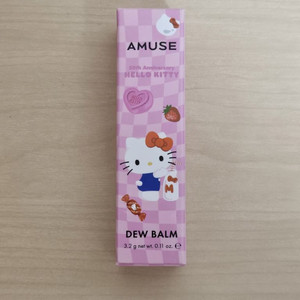 AMUSE
50th Anniversary
HELLO KITTY
M
DEW BALM
3.2 g net wt. 0.11 oz. ℮